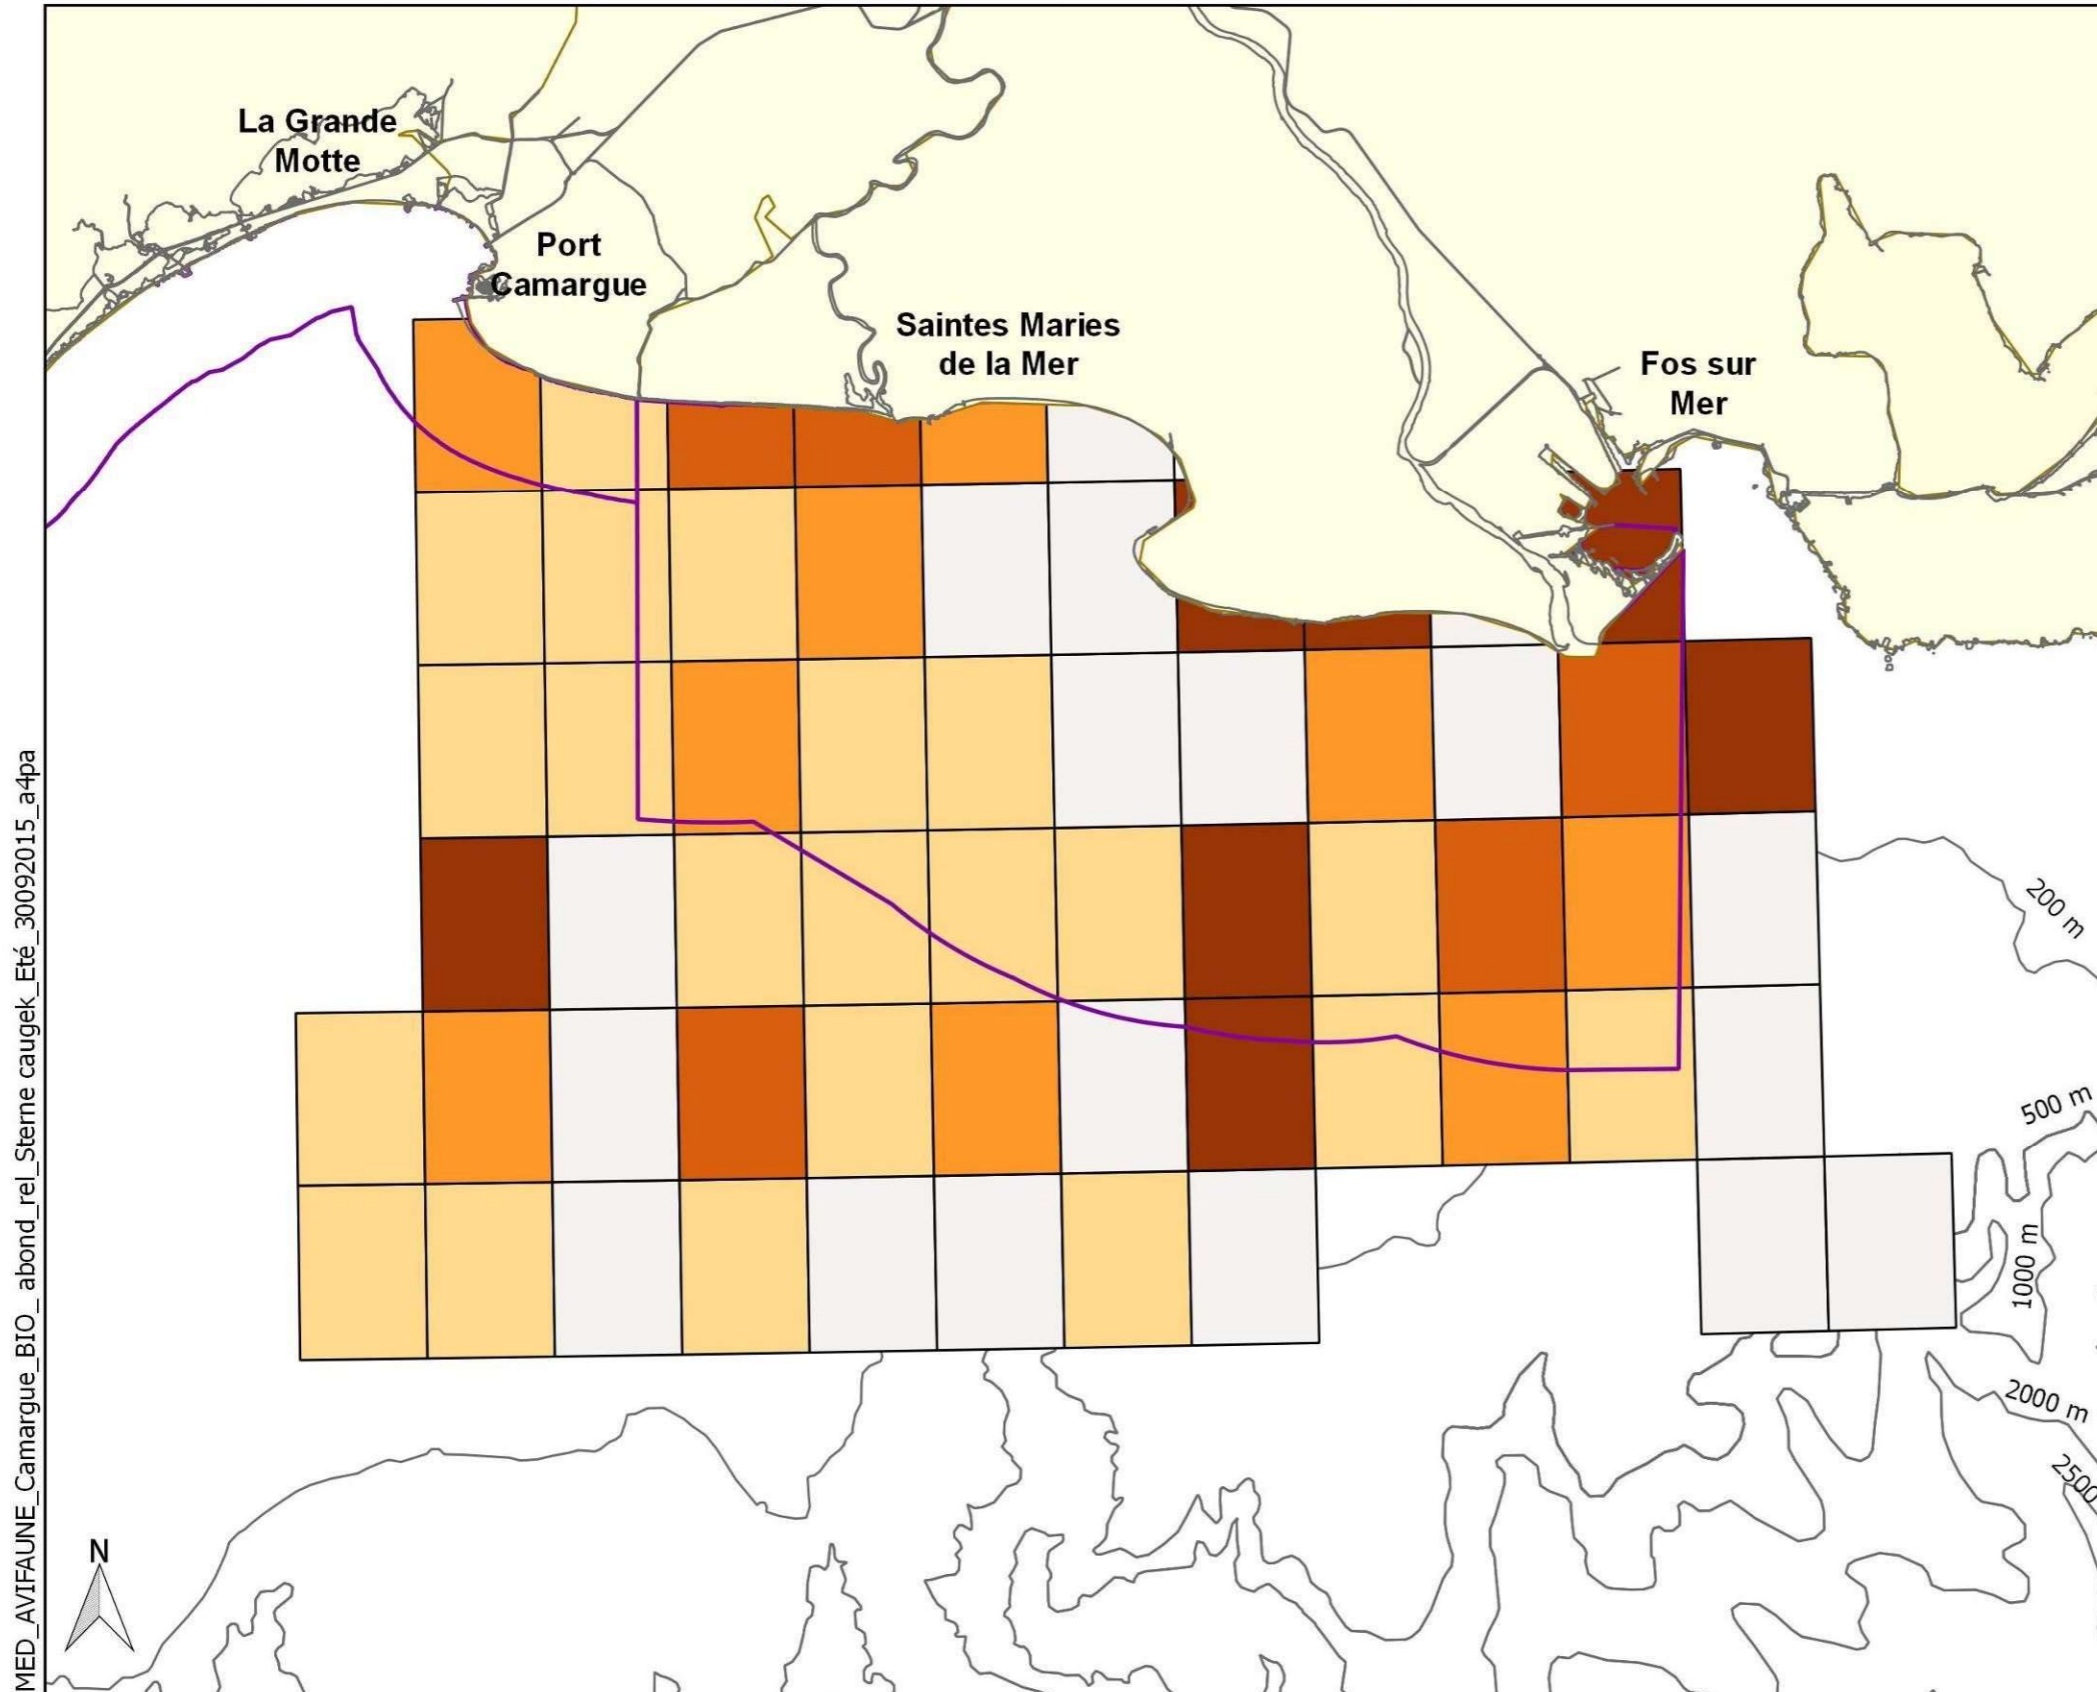 La Grande
Motte
Port
Camargue
Saintes Maries
de la Mer
Fos sur
Mer
200 m
500 m
1000 m
2000 m
2500
N
MED_AVIFAUNE_Camargue_BIO_ abond_rel_Sterne caugek_Eté_30092015_a4pa